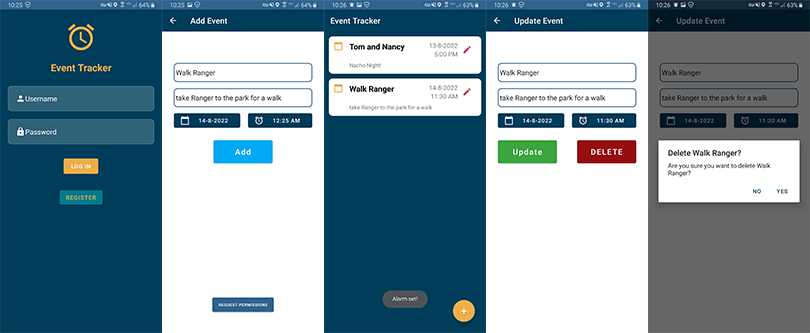 10:25
64%
Event Tracker
Username
Password
LOG IN
REGISTER
10:25
64%
Add Event
Walk Ranger
take Ranger to the park for a walk
14-8-2022
12:25 AM
Add
REQUEST PERMISSIONS
10:26
63%
Event Tracker
Tom and Nancy
13-6-2022
5:00 PM
Nacho Night!
Walk Ranger
14-8-2022
11:30 AM
take Ranger to the park for a walk
Alarm set!
+
10:26
63%
Update Event
Walk Ranger
take Ranger to the park for a walk
14-8-2022
11:30 AM
Update
DELETE
10:26
63%
Update Event
Walk Ranger
take Ranger to the park for a walk
14-8-2022
11:30 AM
Delete Walk Ranger?
Are you sure you want to delete Walk
Ranger?
NO
YES